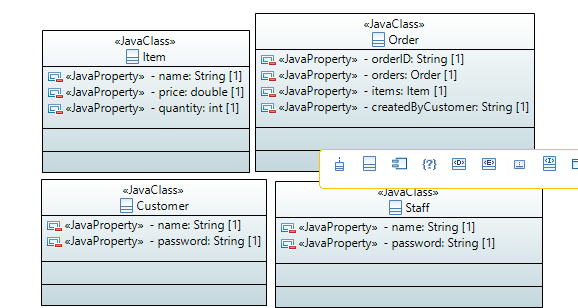 «JavaClass»
Item
«JavaProperty» - name: String [1]
«JavaProperty» - price: double [1]
«JavaProperty» - quantity: int [1]
«JavaClass»
Order
«JavaProperty» - orderID: String [1]
«JavaProperty» - orders: Order [1]
«JavaProperty» - items: Item [1]
«JavaProperty» - createdByCustomer: String [1]
{?}
«D»
«E»
«I»
«JavaClass»
Customer
«JavaProperty» - name: String [1]
«JavaProperty» - password: String [1]
«JavaClass»
Staff
«JavaProperty» - name: String [1]
«JavaProperty» - password: String [1]